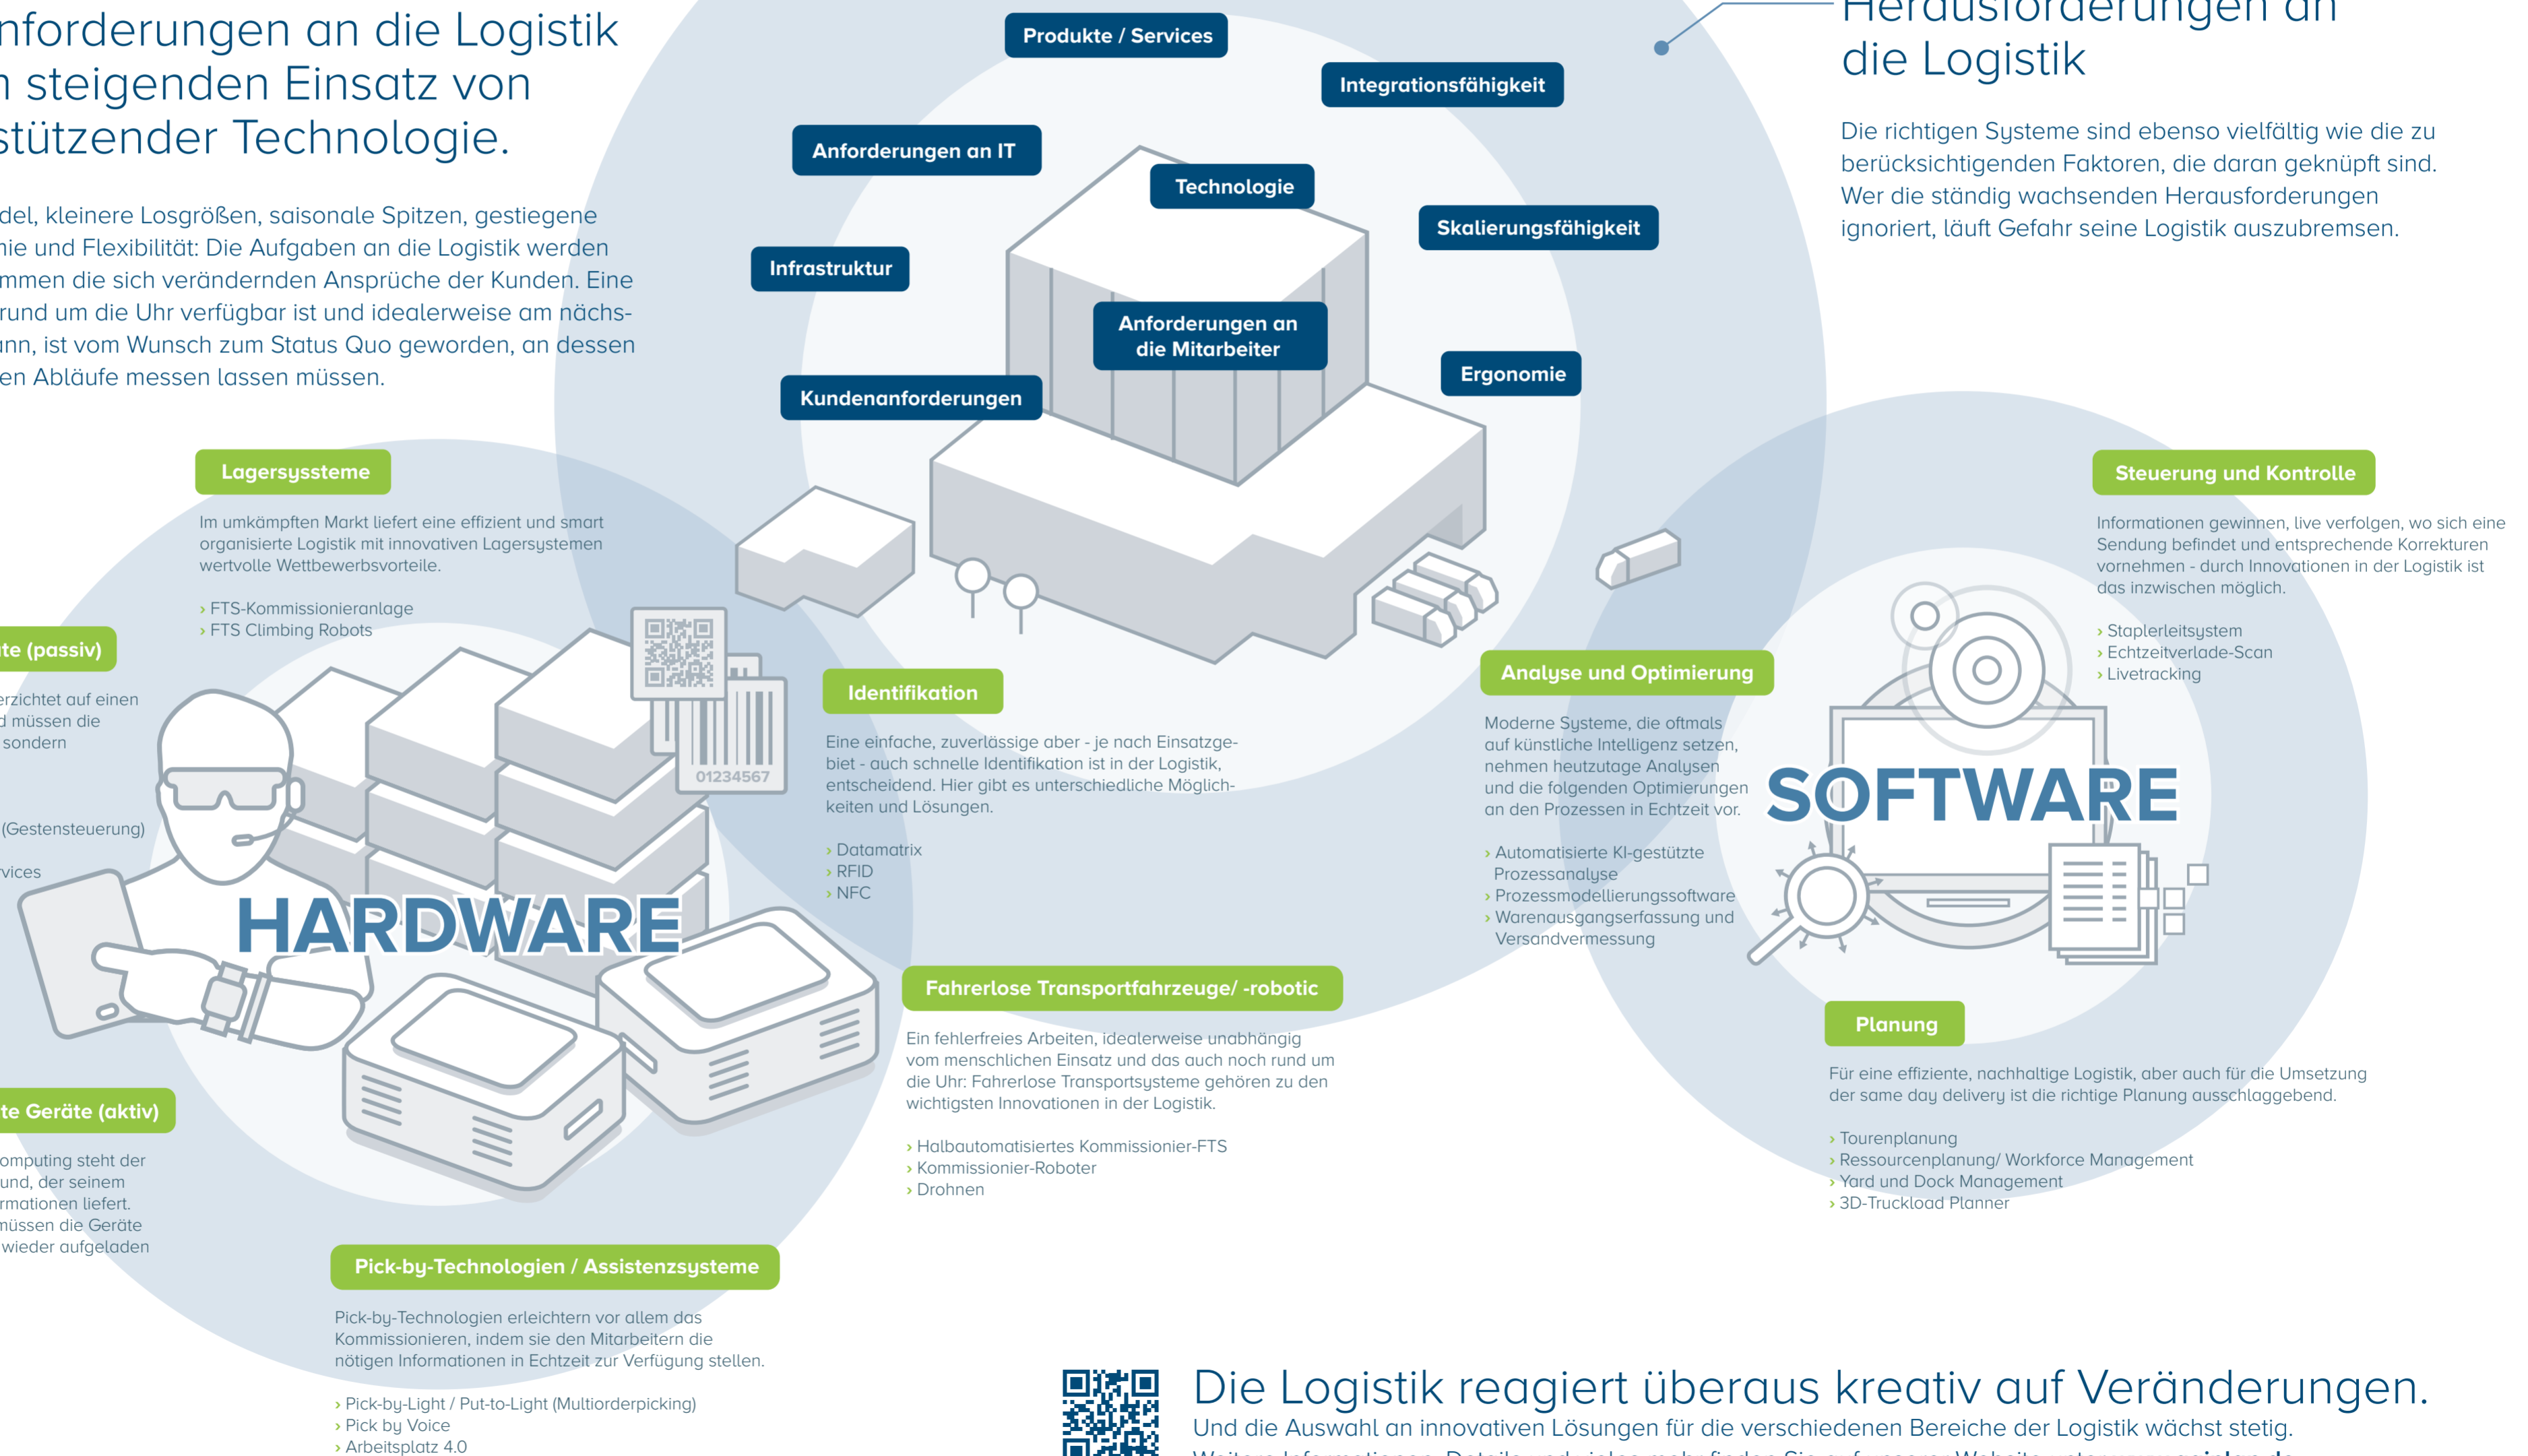 nforderungen an die Logistik
steigenden Einsatz von
stützender Technologie.
del, kleinere Losgrößen, saisonale Spitzen, gestiegene
mie und Flexibilität: Die Aufgaben an die Logistik werden
mmen die sich verändernden Ansprüche der Kunden. Eine
rund um die Uhr verfügbar ist und idealerweise am nächs-
ann, ist vom Wunsch zum Status Quo geworden, an dessen
en Abläufe messen lassen müssen.
Produkte / Services
Integrationsfähigkeit
Anforderungen an IT
Technologie
Skalierungsfähigkeit
Infrastruktur
Anforderungen an
die Mitarbeiter
Ergonomie
Kundenanforderungen
Herausforderungen an
die Logistik
Die richtigen Systeme sind ebenso vielfältig wie die zu
berücksichtigenden Faktoren, die daran geknüpft sind.
Wer die ständig wachsenden Herausforderungen
ignoriert, läuft Gefahr seine Logistik auszubremsen.
Lagersyssteme
Im umkämpften Markt liefert eine effizient und smart
organisierte Logistik mit innovativen Lagersystemen
wertvolle Wettbewerbsvorteile.
› FTS-Kommissionieranlage
› FTS Climbing Robots
te (passiv)
erzichtet auf einen
d müssen die
sondern
(Gestensteuerung)
vices
HARDWARE
01234567
te Geräte (aktiv)
omputing steht der
und, der seinem
rmationen liefert.
müssen die Geräte
wieder aufgeladen
Identifikation
Eine einfache, zuverlässige aber - je nach Einsatzge-
biet - auch schnelle Identifikation ist in der Logistik,
entscheidend. Hier gibt es unterschiedliche Möglich-
keiten und Lösungen.
› Datamatrix
› RFID
› NFC
Fahrerlose Transportfahrzeuge/ -robotic
Ein fehlerfreies Arbeiten, idealerweise unabhängig
vom menschlichen Einsatz und das auch noch rund um
die Uhr: Fahrerlose Transportsysteme gehören zu den
wichtigsten Innovationen in der Logistik.
› Halbautomatisiertes Kommissionier-FTS
› Kommissionier-Roboter
› Drohnen
Pick-by-Technologien / Assistenzsysteme
Pick-by-Technologien erleichtern vor allem das
Kommissionieren, indem sie den Mitarbeitern die
nötigen Informationen in Echtzeit zur Verfügung stellen.
› Pick-by-Light / Put-to-Light (Multiorderpicking)
› Pick by Voice
› Arbeitsplatz 4.0
Analyse und Optimierung
Moderne Systeme, die oftmals
auf künstliche Intelligenz setzen,
nehmen heutzutage Analysen
und die folgenden Optimierungen
an den Prozessen in Echtzeit vor.
› Automatisierte KI-gestützte
Prozessanalyse
› Prozessmodellierungssoftware
› Warenausgangserfassung und
Versandvermessung
SOFTWARE
Steuerung und Kontrolle
Informationen gewinnen, live verfolgen, wo sich eine
Sendung befindet und entsprechende Korrekturen
vornehmen - durch Innovationen in der Logistik ist
das inzwischen möglich.
› Staplerleitsystem
› Echtzeitverlade-Scan
› Livetracking
Planung
Für eine effiziente, nachhaltige Logistik, aber auch für die Umsetzung
der same day delivery ist die richtige Planung ausschlaggebend.
› Tourenplanung
› Ressourcenplanung/ Workforce Management
› Yard und Dock Management
› 3D-Truckload Planner
Die Logistik reagiert überaus kreativ auf Veränderungen.
Und die Auswahl an innovativen Lösungen für die verschiedenen Bereiche der Logistik wächst stetig.